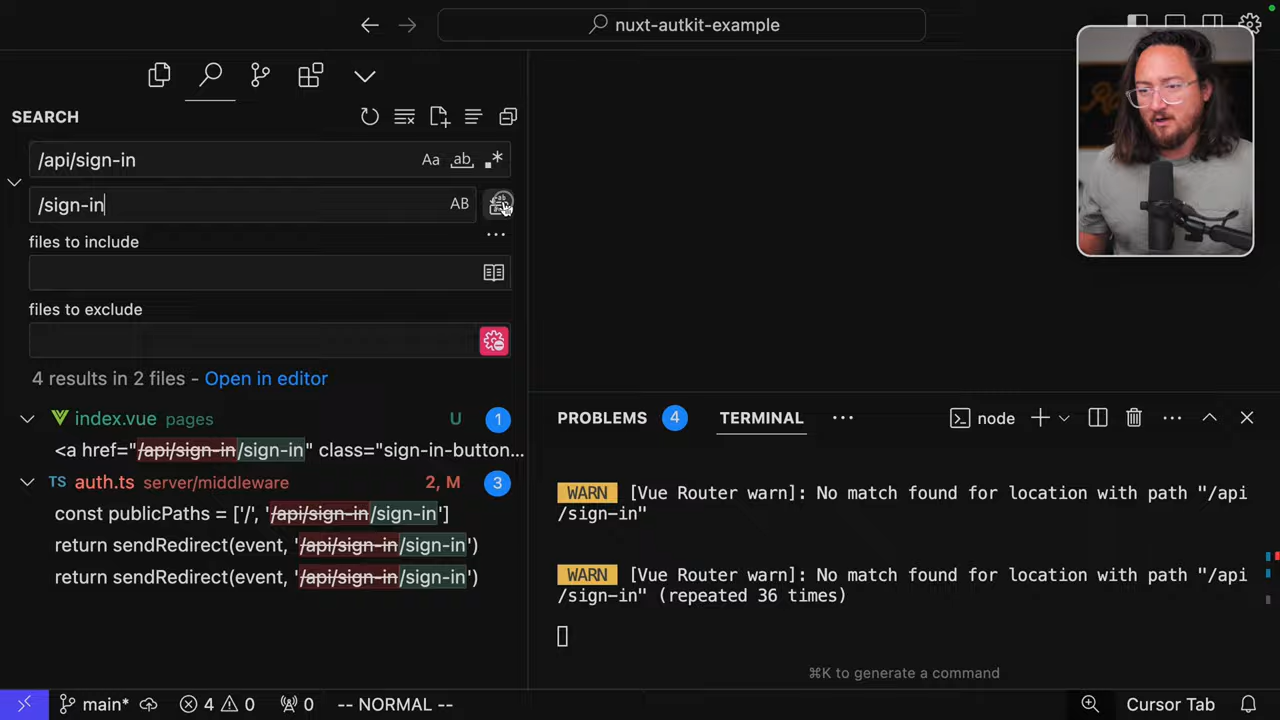 nuxt-autkit-example
SEARCH
/api/sign-in
Aa
ab
/sign-in
AB
files to include
files to exclude
4 results in 2 files - Open in editor
index.vue pages U 1
<a href="/api/sign-in/sign-in" class="sign-in-button...
TS auth.ts server/middleware 2, M 3
const publicPaths = ['/', '/api/sign-in/sign-in']
return sendRedirect(event, '/api/sign-in/sign-in')
return sendRedirect(event, '/api/sign-in/sign-in')
PROBLEMS 4 TERMINAL ... node
WARN [Vue Router warn]: No match found for location with path "/api
/sign-in"
WARN [Vue Router warn]: No match found for location with path "/api
/sign-in" (repeated 36 times)
⌘K to generate a command
main* 4 0 0 -- NORMAL -- Cursor Tab